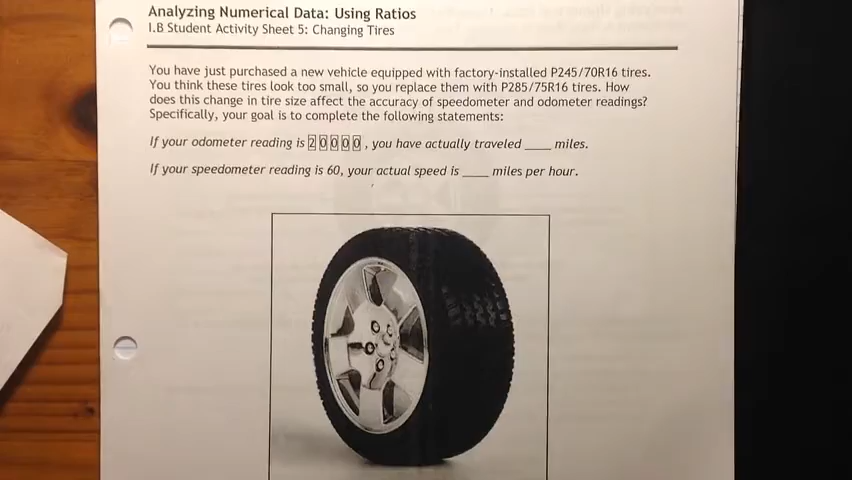 Analyzing Numerical Data: Using Ratios
I.B Student Activity Sheet 5: Changing Tires
You have just purchased a new vehicle equipped with factory-installed P245/70R16 tires.
You think these tires look too small, so you replace them with P285/75R16 tires. How
does this change in tire size affect the accuracy of speedometer and odometer readings?
Specifically, your goal is to complete the following statements:
If your odometer reading is 20000, you have actually traveled ____ miles.
If your speedometer reading is 60, your actual speed is ____ miles per hour.